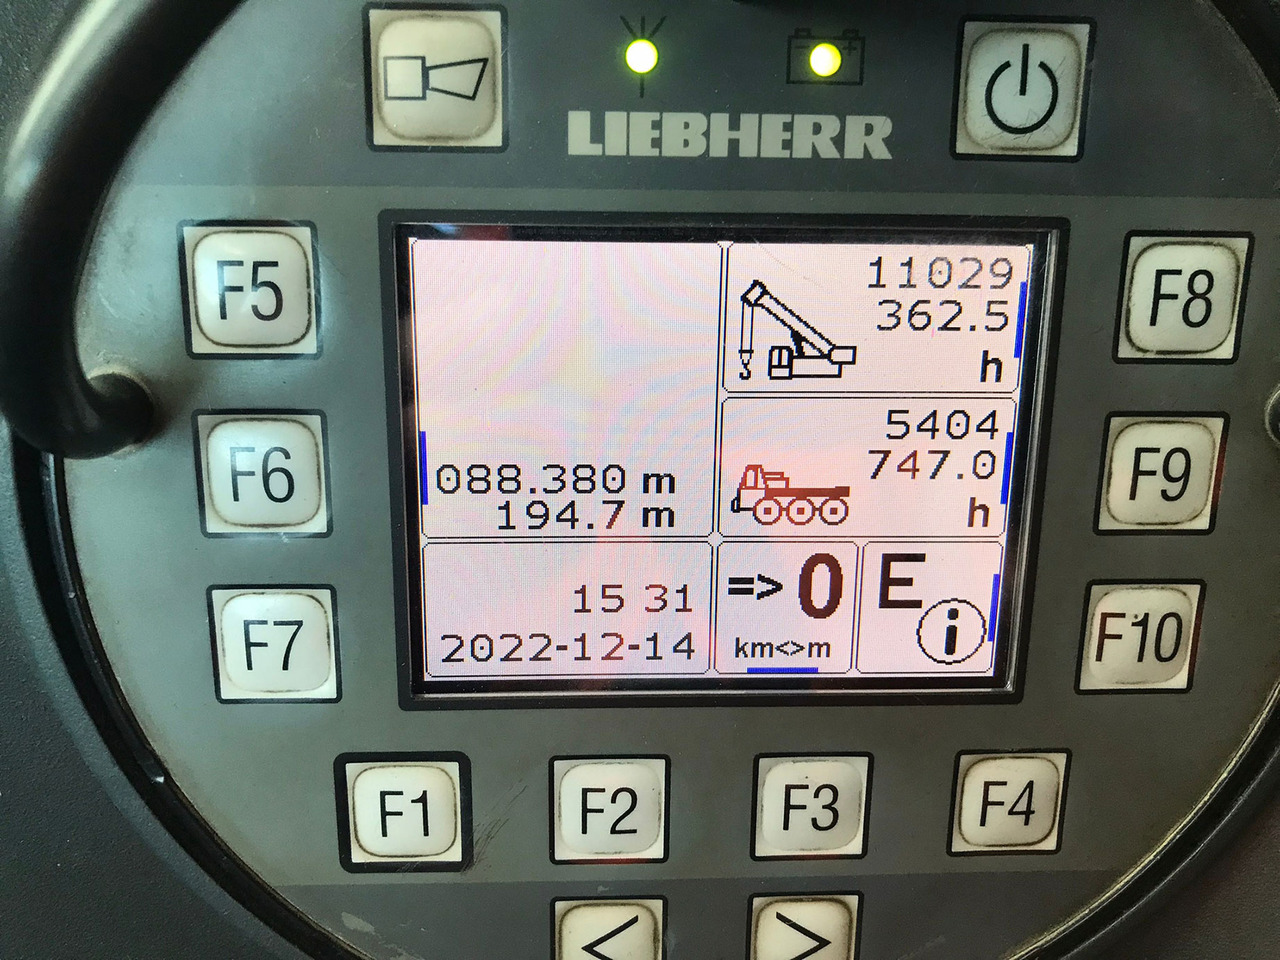 LIEBHERR
F5
F6
F7
11029
362.5
h
5404
747.0
h
088.380 m
194.7 m
15 31
2022-12-14
=> 0
km<>m
E
i
F8
F9
F10
F1
F2
F3
F4
<
>